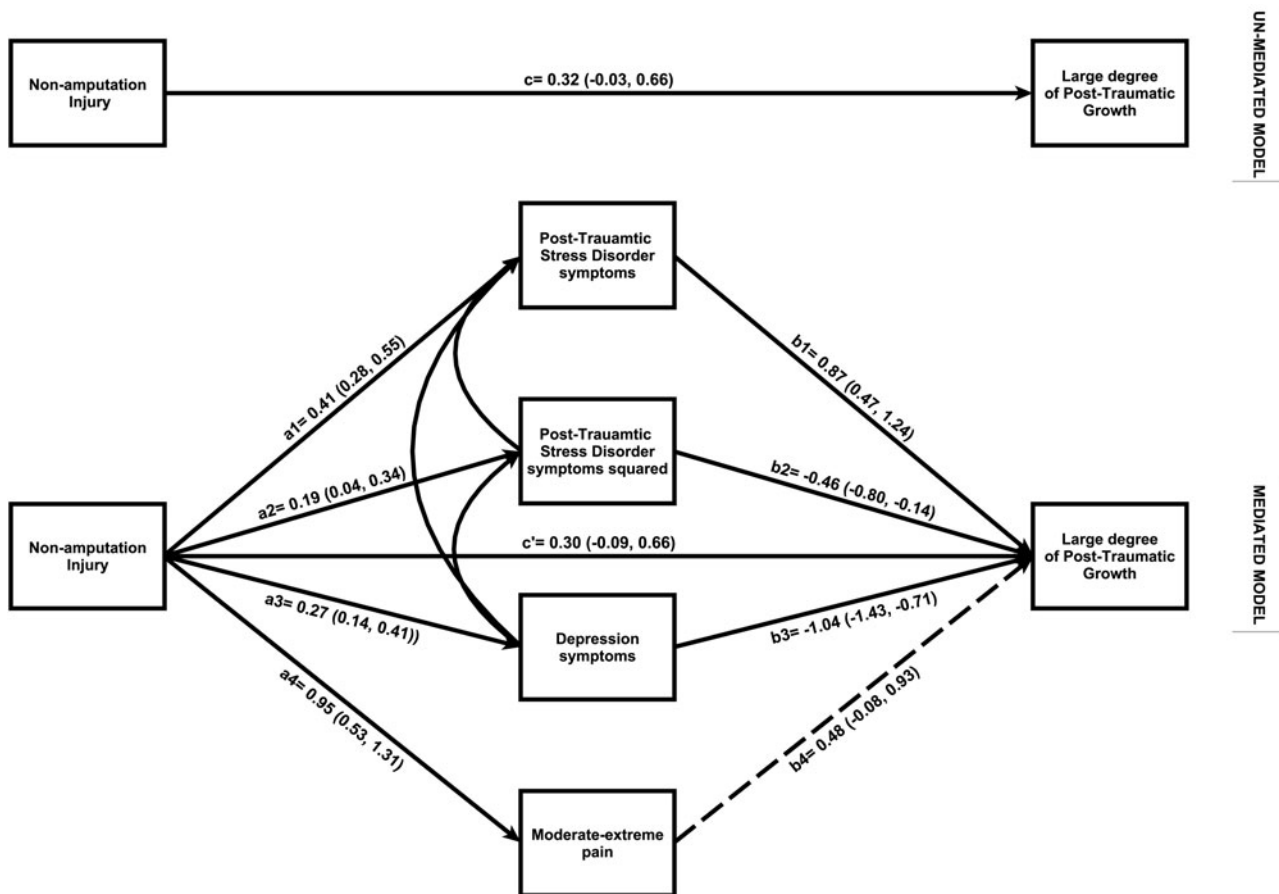 Non-amputation
Injury
c= 0.32 (-0.03, 0.66)
Large degree
of Post-Traumatic
Growth
UN-MEDIATED MODEL
Post-Trauamtic
Stress Disorder
symptoms
a1= 0.41 (0.28, 0.55)
b1= 0.87 (0.47, 1.24)
Post-Trauamtic
Stress Disorder
symptoms squared
a2= 0.19 (0.04, 0.34)
b2= -0.46 (-0.80, -0.14)
Non-amputation
Injury
c'= 0.30 (-0.09, 0.66)
Large degree
of Post-Traumatic
Growth
MEDIATED MODEL
a3= 0.27 (0.14, 0.41))
Depression
symptoms
b3= -1.04 (-1.43, -0.71)
a4= 0.95 (0.53, 1.31)
b4= 0.48 (-0.08, 0.93)
Moderate-extreme
pain